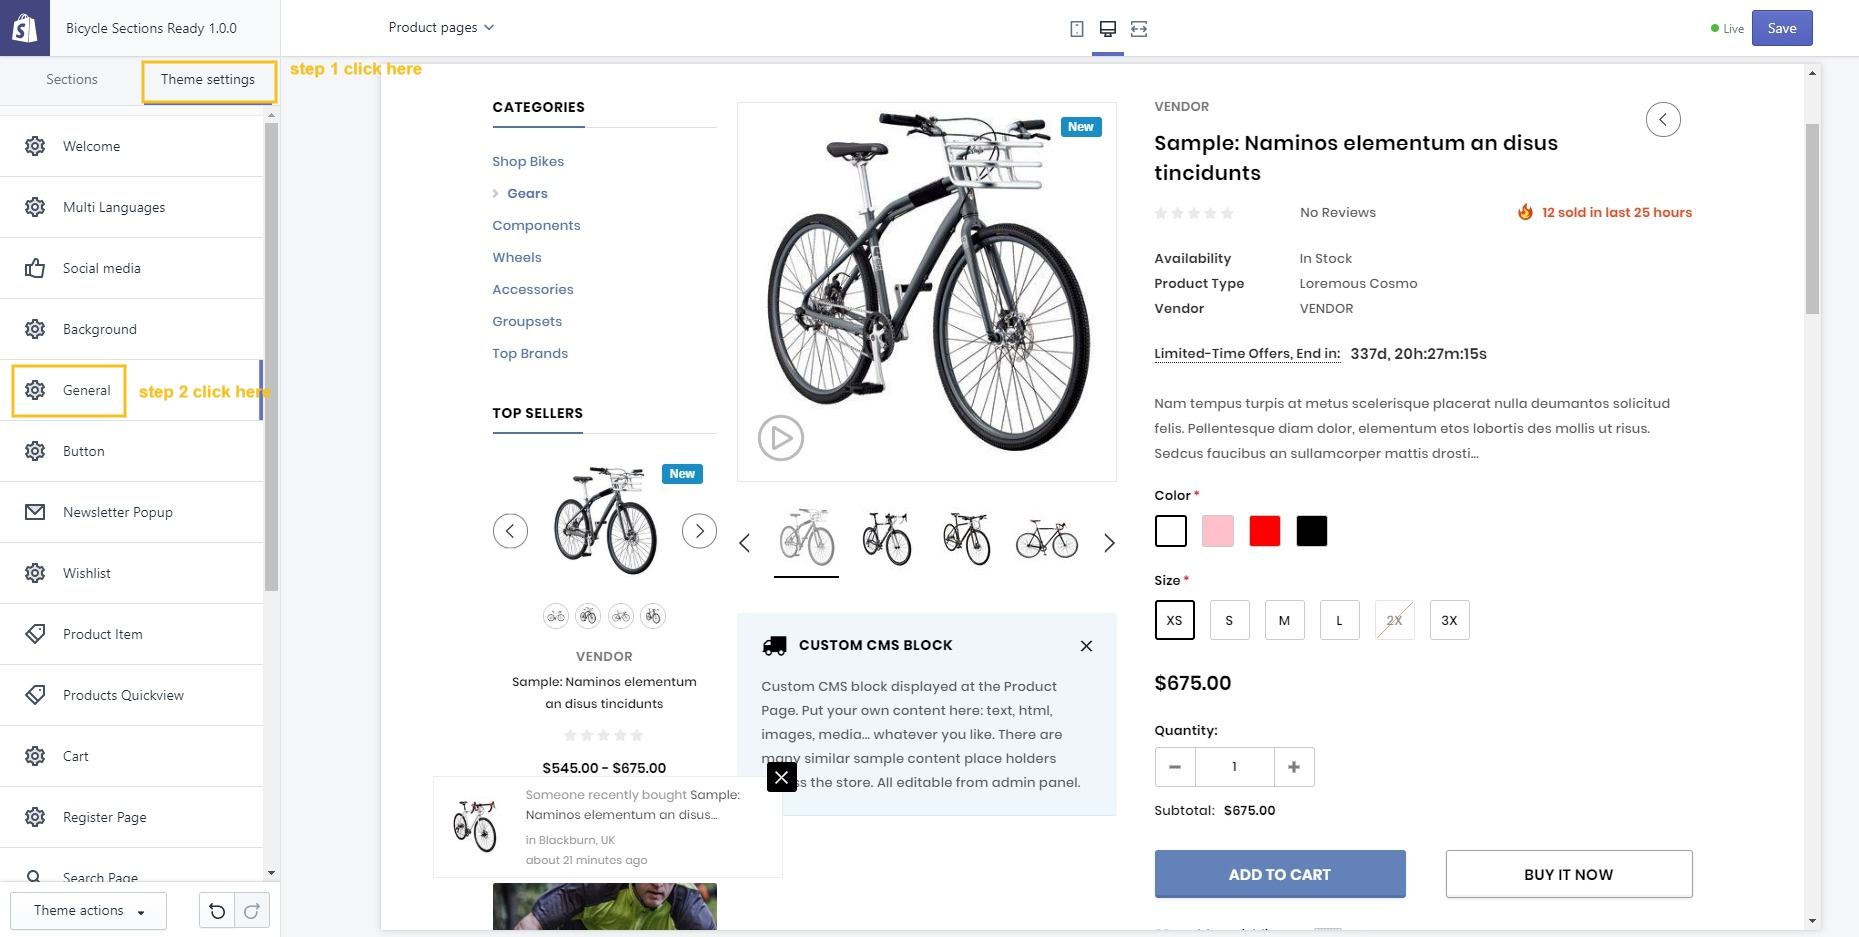 Bicycle Sections Ready 1.0.0
Product pages
Live
Save
Sections
Theme settings
step 1 click here
Welcome
Multi Languages
Social media
Background
General
step 2 click here
Button
Newsletter Popup
Wishlist
Product Item
Products Quickview
Cart
Register Page
Search Page
Theme actions
CATEGORIES
Shop Bikes
Gears
Components
Wheels
Accessories
Groupsets
Top Brands
TOP SELLERS
New
VENDOR
Sample: Naminos elementum
an disus tincidunts
$545.00 - $675.00
Someone recently bought Sample:
Naminos elementum an disus...
in Blackburn, UK
about 21 minutes ago
New
CUSTOM CMS BLOCK
Custom CMS block displayed at the Product
Page. Put your own content here: text, html,
images, media... whatever you like. There are
many similar sample content place holders
the store. All editable from admin panel.
VENDOR
Sample: Naminos elementum an disus
tincidunts
No Reviews
12 sold in last 25 hours
Availability In Stock
Product Type Loremous Cosmo
Vendor VENDOR
Limited-Time Offers, End in: 337d, 20h:27m:15s
Nam tempus turpis at metus scelerisque placerat nulla deumantos solicitud
felis. Pellentesque diam dolor, elementum etos lobortis des mollis ut risus.
Sedcus faucibus an sullamcorper mattis drosti...
Color *
Size *
XS S M L 2X 3X
$675.00
Quantity:
1
Subtotal: $675.00
ADD TO CART
BUY IT NOW